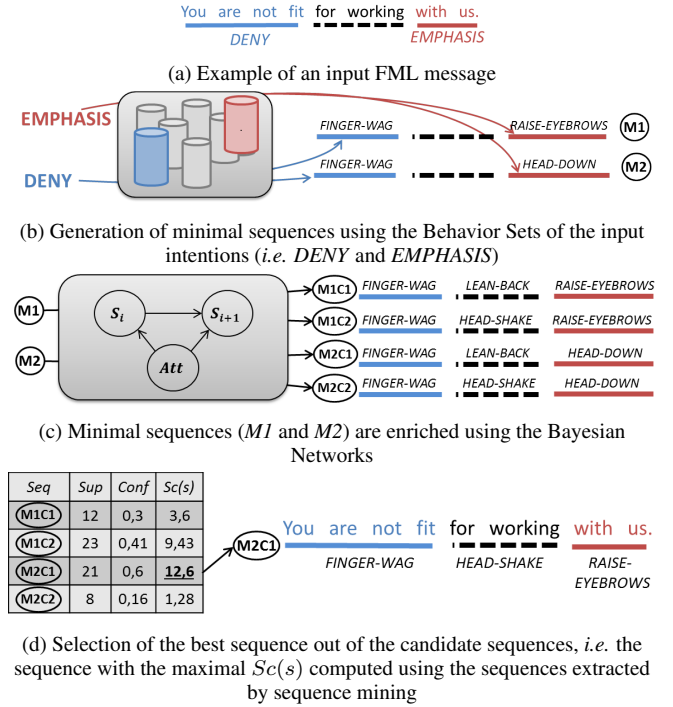 You are not fit for working with us.
DENY EMPHASIS
(a) Example of an input FML message
EMPHASIS
DENY
FINGER-WAG RAISE-EYEBROWS M1
FINGER-WAG HEAD-DOWN M2
(b) Generation of minimal sequences using the Behavior Sets of the input
intentions (i.e. DENY and EMPHASIS)
M1
M2
S_i S_{i+1}
Att
M1C1 FINGER-WAG LEAN-BACK RAISE-EYEBROWS
M1C2 FINGER-WAG HEAD-SHAKE RAISE-EYEBROWS
M2C1 FINGER-WAG LEAN-BACK HEAD-DOWN
M2C2 FINGER-WAG HEAD-SHAKE HEAD-DOWN
(c) Minimal sequences (M1 and M2) are enriched using the Bayesian
Networks
Seq Sup Conf Sc(s)
M1C1 12 0,3 3,6
M1C2 23 0,41 9,43
M2C1 21 0,6 12,6
M2C2 8 0,16 1,28
M2C1 You are not fit for working with us.
FINGER-WAG HEAD-SHAKE RAISE-
EYEBROWS
(d) Selection of the best sequence out of the candidate sequences, i.e. the
sequence with the maximal Sc(s) computed using the sequences extracted
by sequence mining